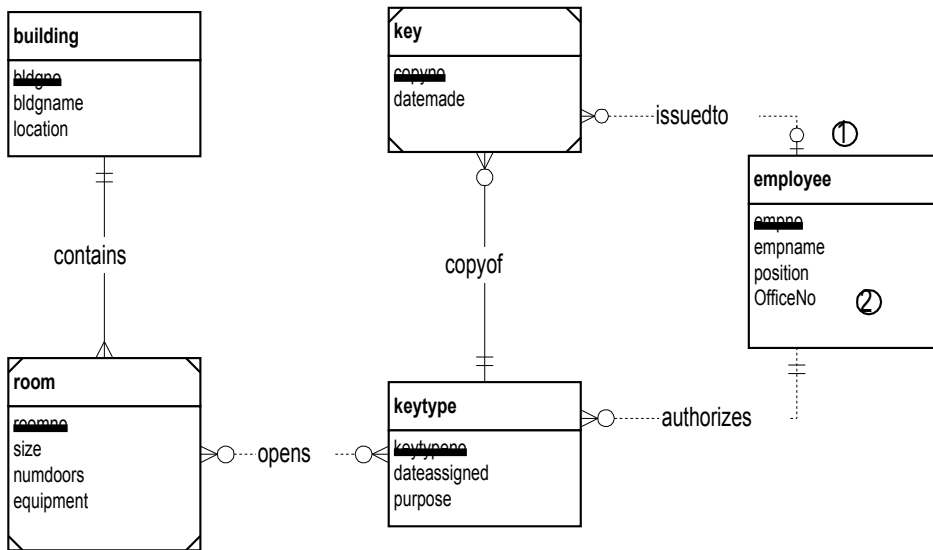 building
bldgno
bldgname
location
key
copyno
datemade
issuedto
①
employee
empno
empname
position
OfficeNo
②
contains
copyof
room
roomno
size
numdoors
equipment
opens
keytype
keytypeno
dateassigned
purpose
authorizes